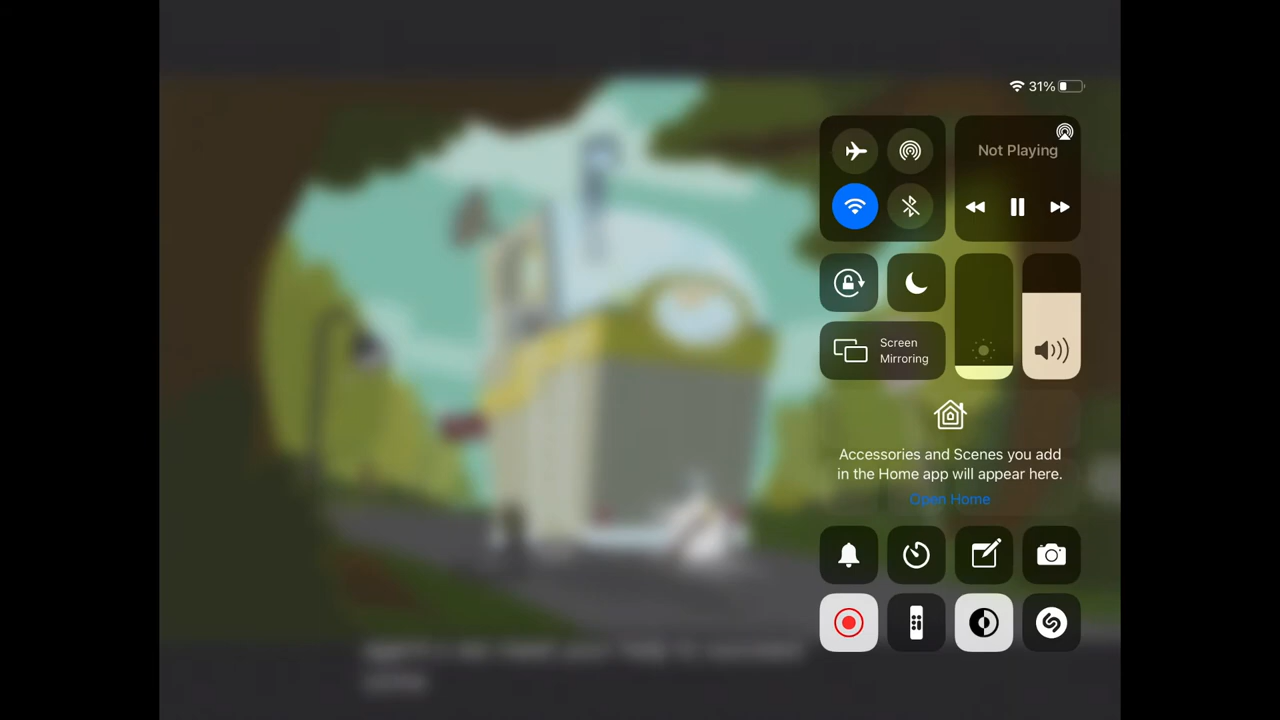 31%
Not Playing
Screen
Mirroring
Accessories and Scenes you add
in the Home app will appear here.
Open Home